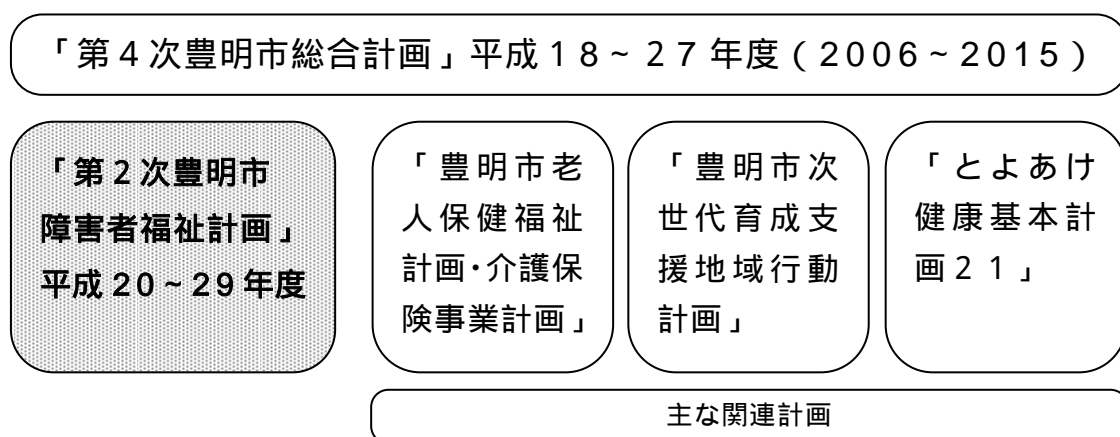 「第４次豊明市総合計画」平成１８～２７年度（２００６～２０１５）
「第２次豊明市
障害者福祉計画」
平成２０～２９年度
「豊明市老
人保健福祉
計画・介護保
険事業計画」
「豊明市次
世代育成支
援地域行動
計画」
「とよあけ
健康基本計
画２１」
主な関連計画